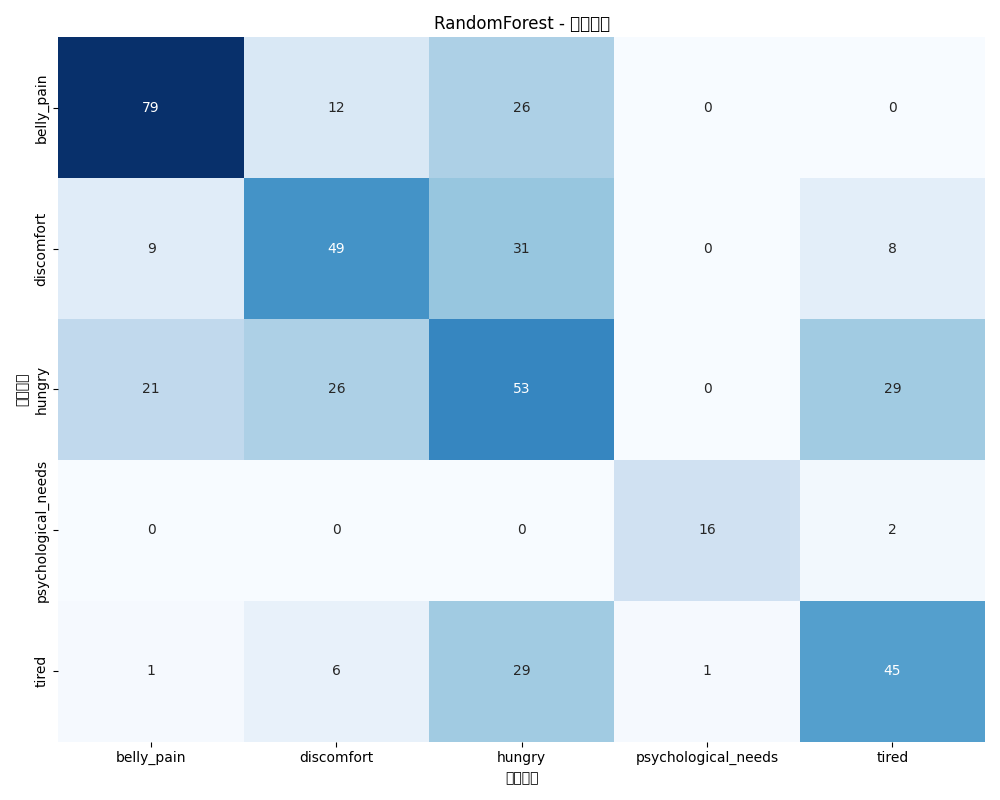 RandomForest -
belly_pain
79 12 26 0 0
discomfort
9 49 31 0 8
hungry
21 26 53 0 29
psychological_needs
0 0 0 16 2
tired
1 6 29 1 45
belly_pain discomfort hungry psychological_needs tired